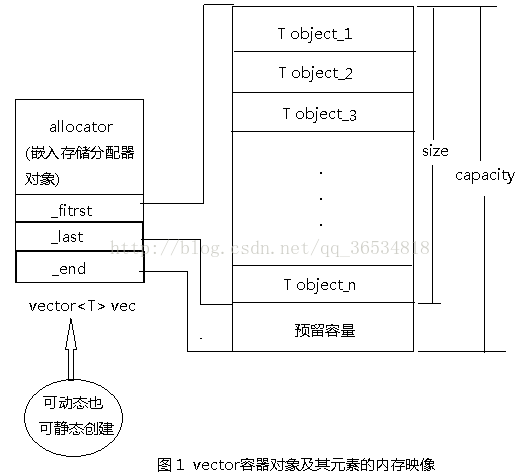 T object_1
T object_2
T object_3
allocator
(嵌入存储分配器
对象)
size
capacity
_fitrst
_last
http://blog.csdn.net/qq_36534818
_end
T object_n
vector<T> vec
预留容量
可动态也
可静态创建
图1 vector容器对象及其元素的内存映像